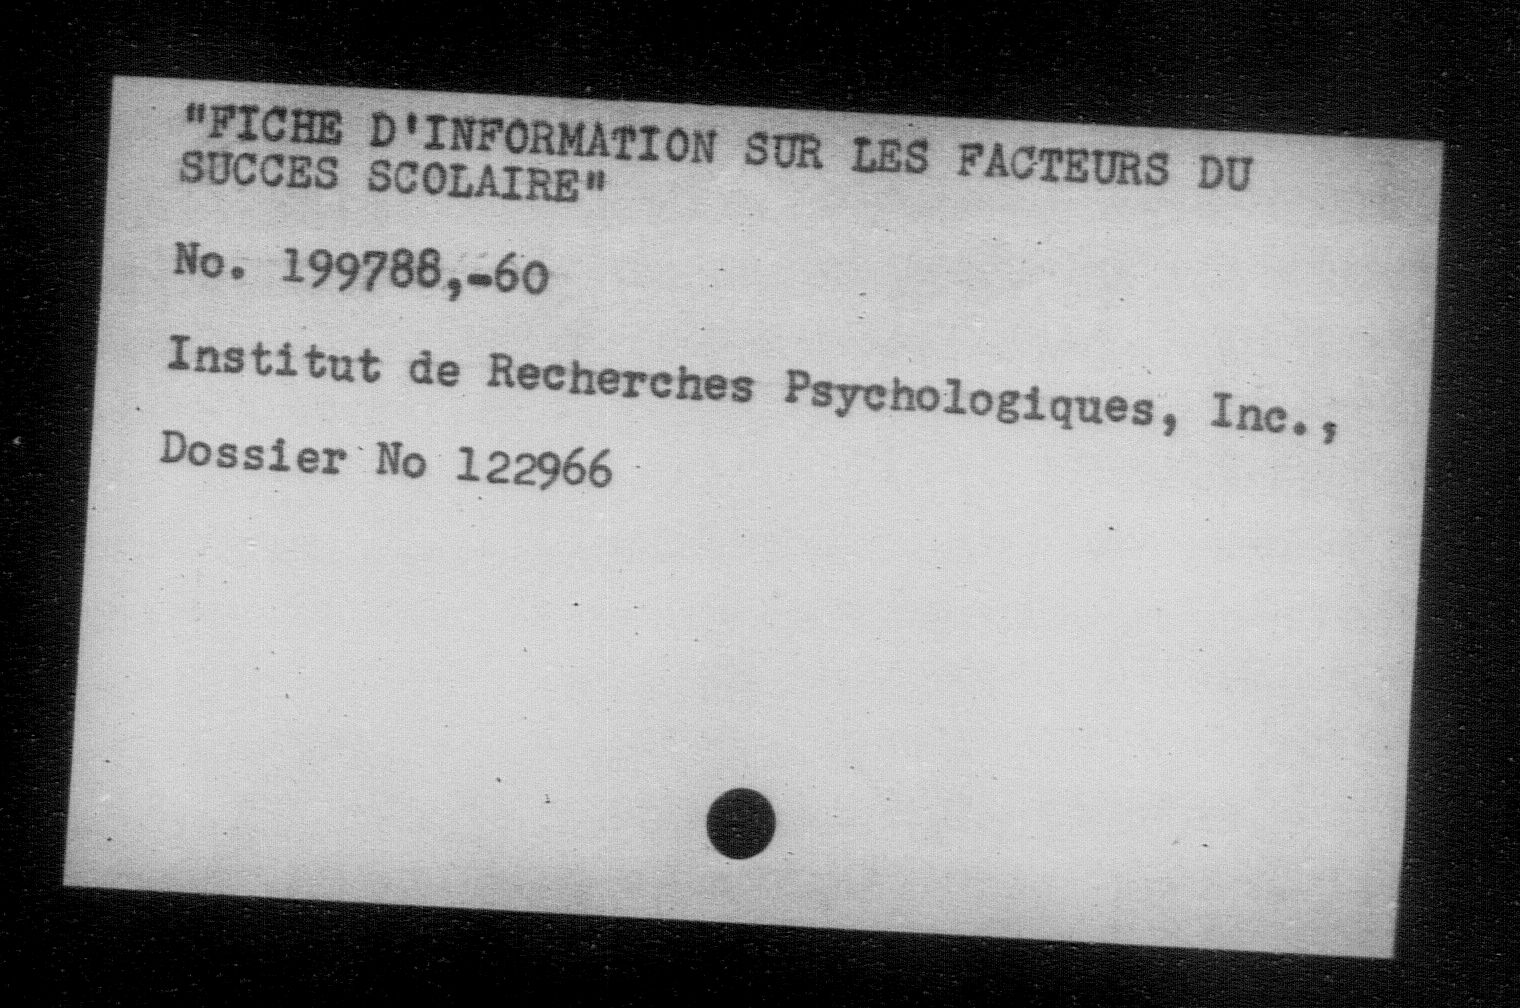 "FICHE D'INFORMATION SUR LES FACTEURS DU
SUCCES SCOLAIRE"
No. 199788,-60
Institut de Recherches Psychologiques, Inc.,
Dossier No 122966